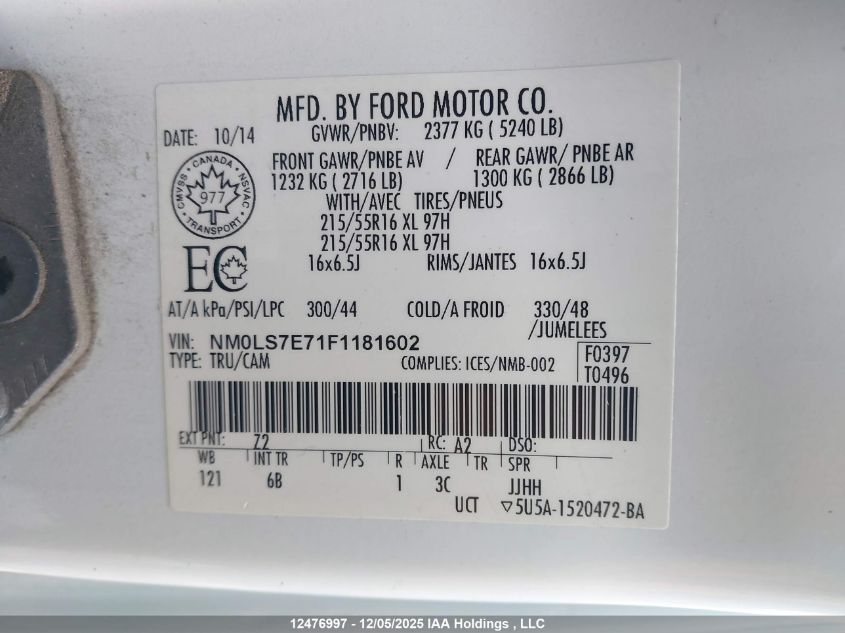 MFD. BY FORD MOTOR CO.
DATE: 10/14
GVWR/PNBV: 2377 KG ( 5240 LB)
FRONT GAWR/PNBE AV / REAR GAWR/ PNBE AR
1232 KG ( 2716 LB) 1300 KG ( 2866 LB)
CANADA
CMVSS NSVAC
977
TRANSPORT
WITH/AVEC TIRES/PNEUS
215/55R16 XL 97H
215/55R16 XL 97H
EC
16x6.5J RIMS/JANTES 16x6.5J
AT/A kPa/PSI/LPC 300/44 COLD/A FROID 330/48
/JUMELEES
VIN: NM0LS7E71F1181602
TYPE: TRU/CAM COMPLIES: ICES/NMB-002
F0397
T0496
EXT PNT: Z2 RC: A2 DSO:
WB INT TR TP/PS R AXLE TR SPR
121 6B 1 3C JJHH
UCT ▽5U5A-1520472-BA
12476997 - 12/05/2025 IAA Holdings , LLC